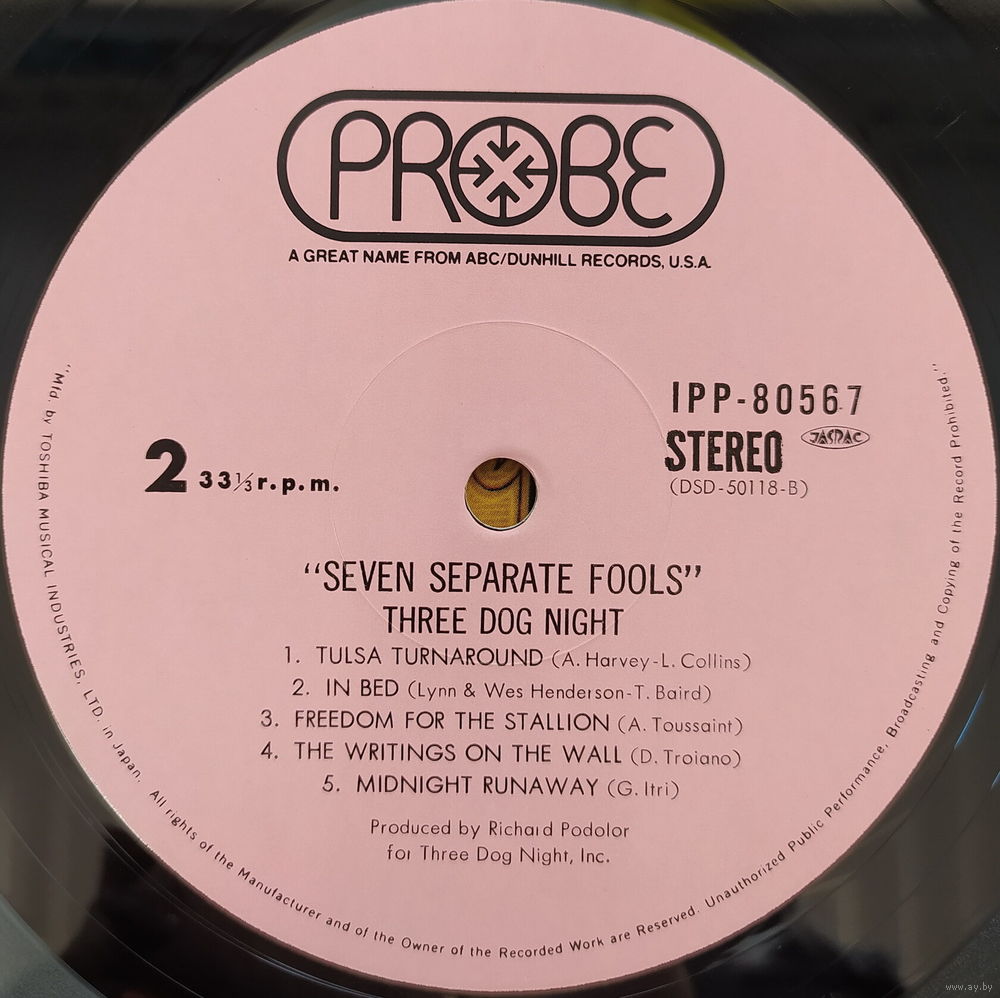 PROBE
A GREAT NAME FROM ABC/DUNHILL RECORDS, U.S.A.
IPP-80567
STEREO JASRAC
(DSD-50118-B)
2 33⅓r.p.m.
“SEVEN SEPARATE FOOLS”
THREE DOG NIGHT
1. TULSA TURNAROUND (A. Harvey-L. Collins)
2. IN BED (Lynn & Wes Henderson-T. Baird)
3. FREEDOM FOR THE STALLION (A. Toussaint)
4. THE WRITINGS ON THE WALL (D. Troiano)
5. MIDNIGHT RUNAWAY (G. Itri)
Produced by Richard Podolor
for Three Dog Night, Inc.
"Mfd. by TOSHIBA MUSICAL INDUSTRIES, LTD. in Japan. All rights of the Manufacturer and of the Owner of the Recorded Work are Reserved. Unauthorized Public Performance, Broadcasting and Copying of the Record Prohibited."
www.ay.by